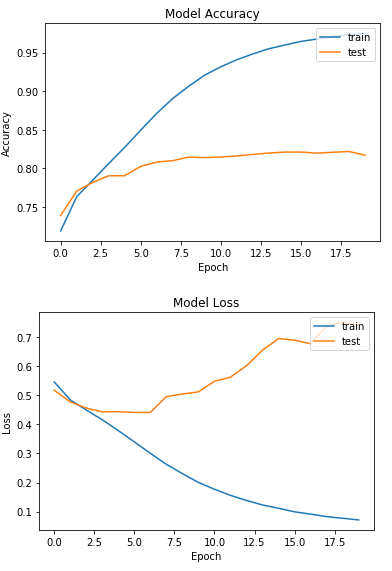 Model Accuracy
train
test
0.95
0.90
0.85
0.80
0.75
Accuracy
0.0 2.5 5.0 7.5 10.0 12.5 15.0 17.5
Epoch
Model Loss
train
test
0.7
0.6
0.5
0.4
0.3
0.2
0.1
Loss
0.0 2.5 5.0 7.5 10.0 12.5 15.0 17.5
Epoch